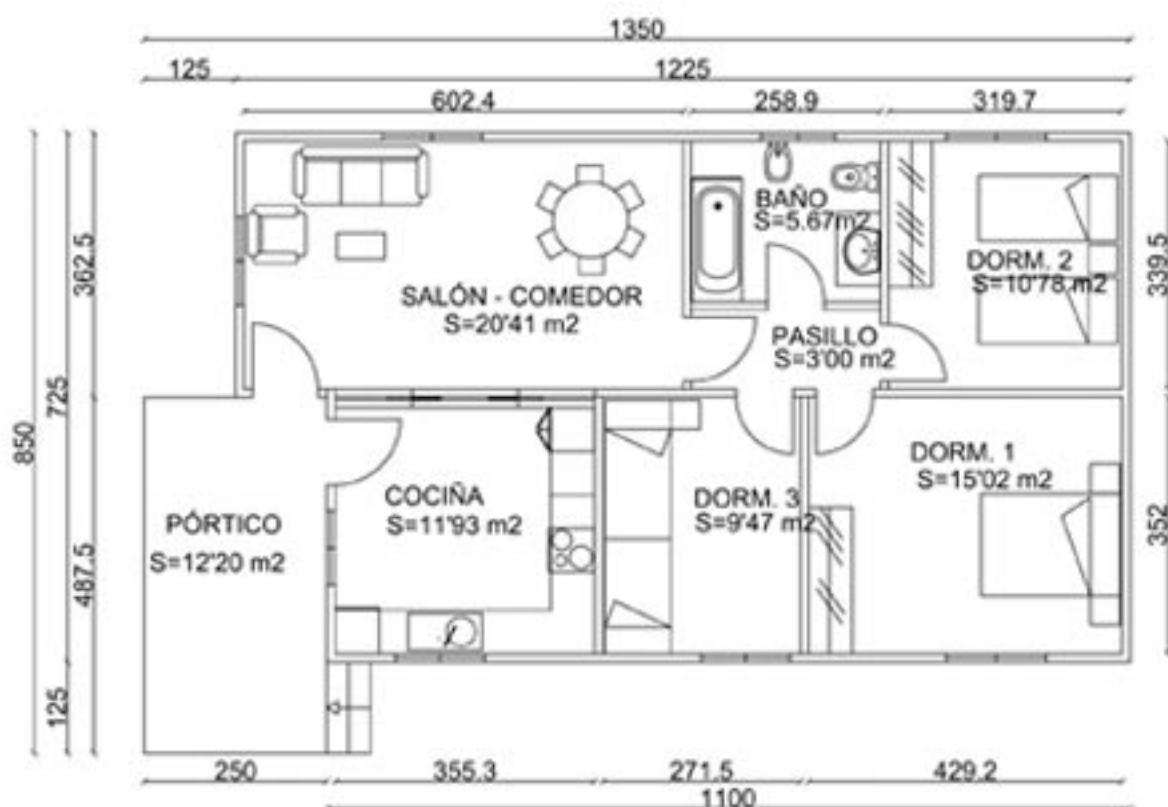 1350
125
1225
602.4
258.9
319.7
BAÑO
S=5.67m2
DORM. 2
S=10'78 m2
SALÓN - COMEDOR
S=20'41 m2
PASILLO
S=3'00 m2
362.5
339.5
725
850
COCIÑA
S=11'93 m2
DORM. 3
S=9'47 m2
DORM. 1
S=15'02 m2
PÓRTICO
S=12'20 m2
487.5
352
125
250
355.3
271.5
429.2
1100